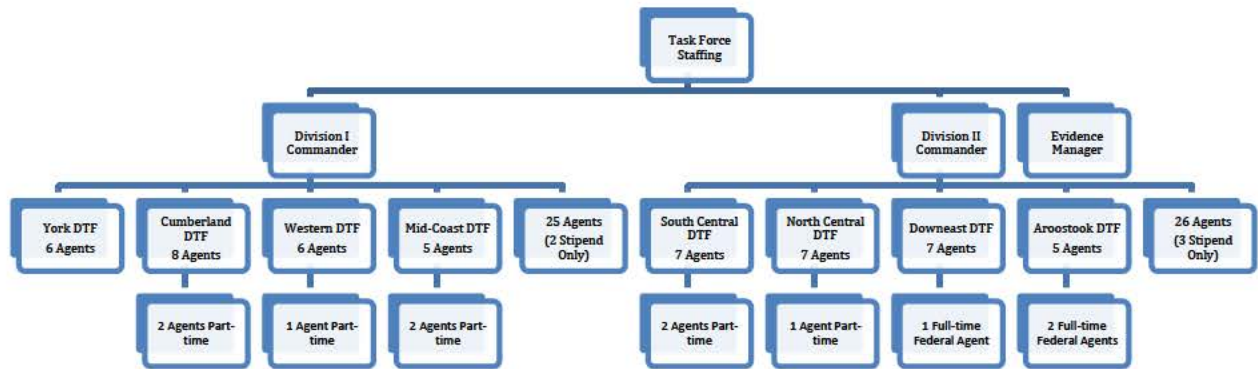 Task Force
Staffing
Division I
Commander
Division II
Commander
Evidence
Manager
York DTF
6 Agents
Cumberland
DTF
8 Agents
Western DTF
6 Agents
Mid-Coast DTF
5 Agents
25 Agents
(2 Stipend
Only)
South Central
DTF
7 Agents
North Central
DTF
7 Agents
Downeast DTF
7 Agents
Aroostook DTF
5 Agents
26 Agents
(3 Stipend
Only)
2 Agents Part-
time
1 Agent Part-
time
2 Agents Part-
time
2 Agents Part-
time
1 Agent Part-
time
1 Full-time
Federal Agent
2 Full-time
Federal Agents